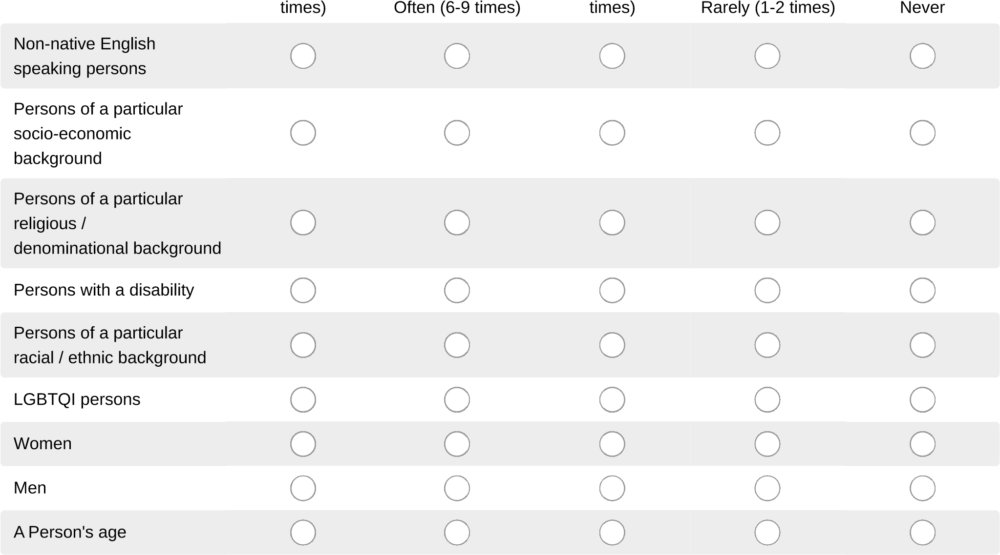 times) Often (6-9 times) times) Rarely (1-2 times) Never
Non-native English
speaking persons
Persons of a particular
socio-economic
background
Persons of a particular
religious /
denominational background
Persons with a disability
Persons of a particular
racial / ethnic background
LGBTQI persons
Women
Men
A Person's age